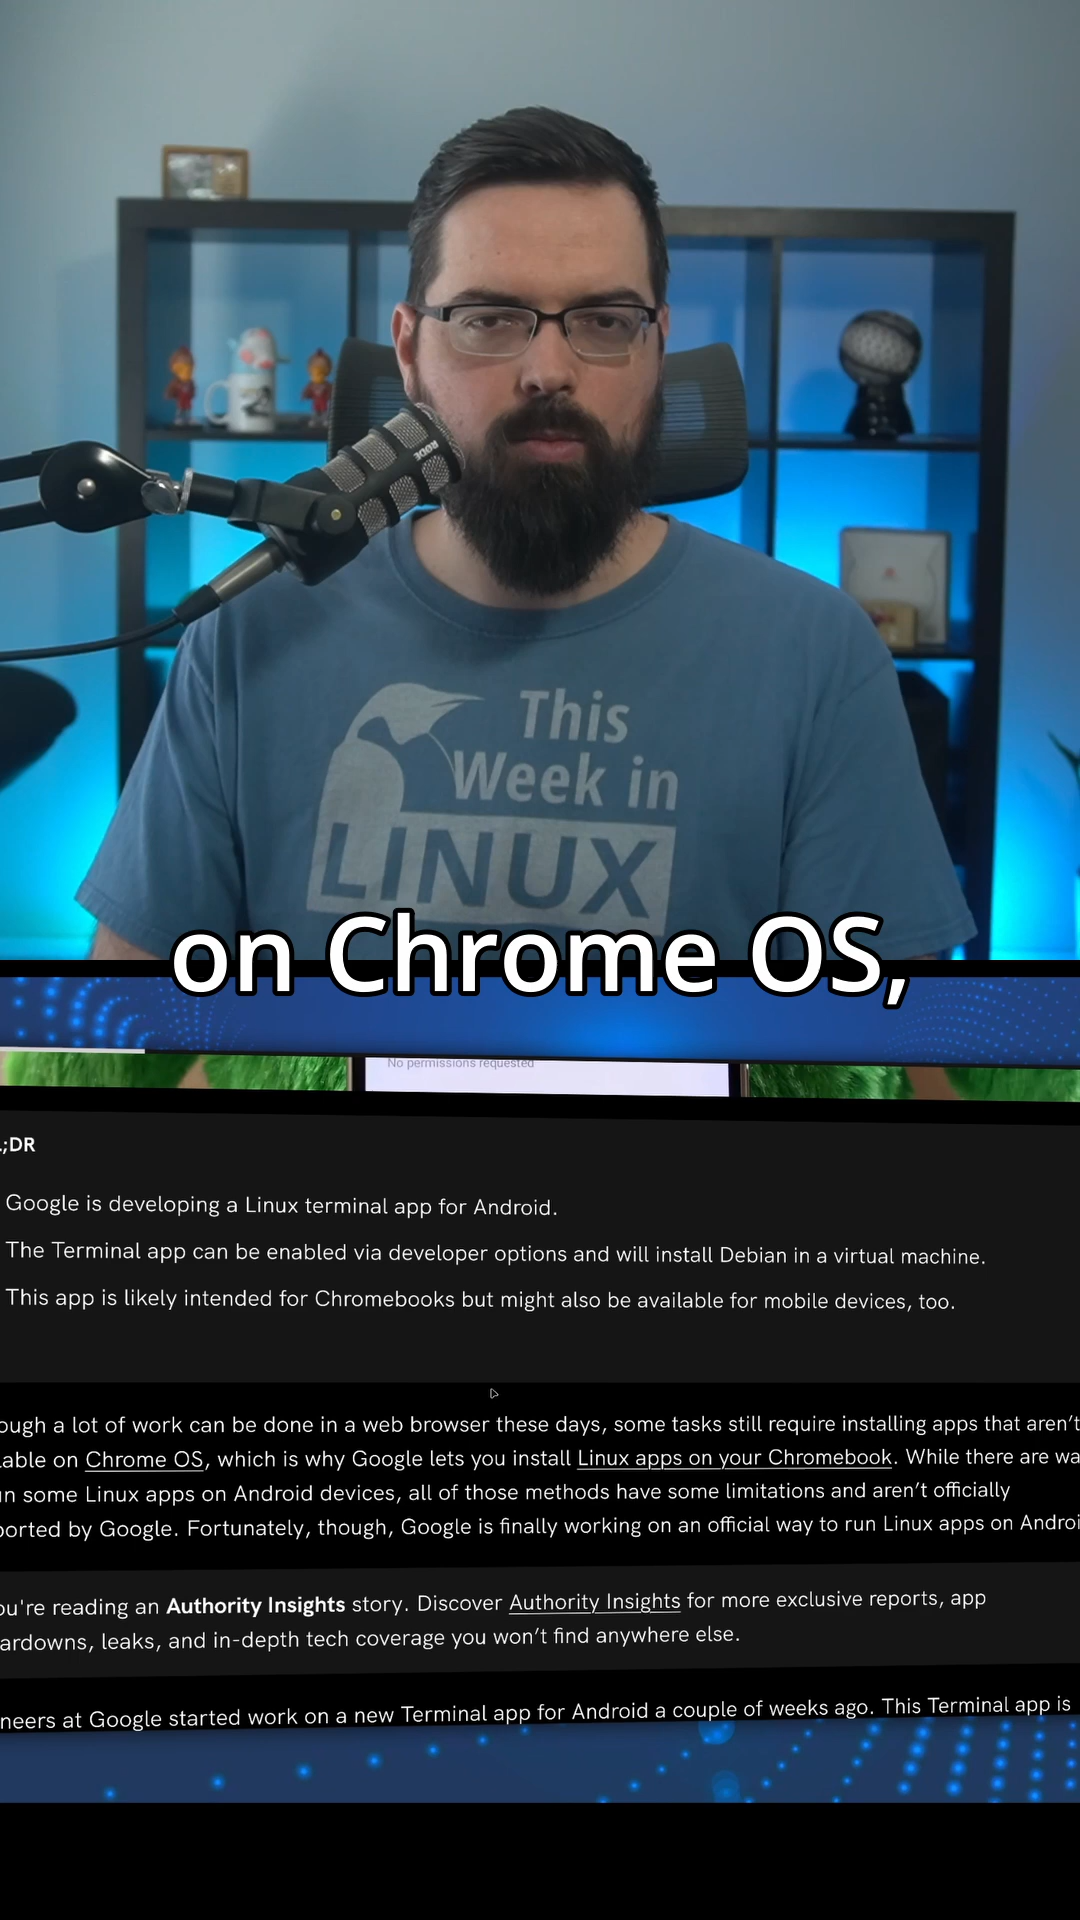 RODE
This
Week in
LINUX
on Chrome OS,
No permissions requested
;DR
Google is developing a Linux terminal app for Android.
The Terminal app can be enabled via developer options and will install Debian in a virtual machine.
This app is likely intended for Chromebooks but might also be available for mobile devices, too.
ough a lot of work can be done in a web browser these days, some tasks still require installing apps that aren't
able on Chrome OS, which is why Google lets you install Linux apps on your Chromebook. While there are wa
n some Linux apps on Android devices, all of those methods have some limitations and aren't officially
ported by Google. Fortunately, though, Google is finally working on an official way to run Linux apps on Androi
ou're reading an Authority Insights story. Discover Authority Insights for more exclusive reports, app
ardowns, leaks, and in-depth tech coverage you won't find anywhere else.
neers at Google started work on a new Terminal app for Android a couple of weeks ago. This Terminal app is